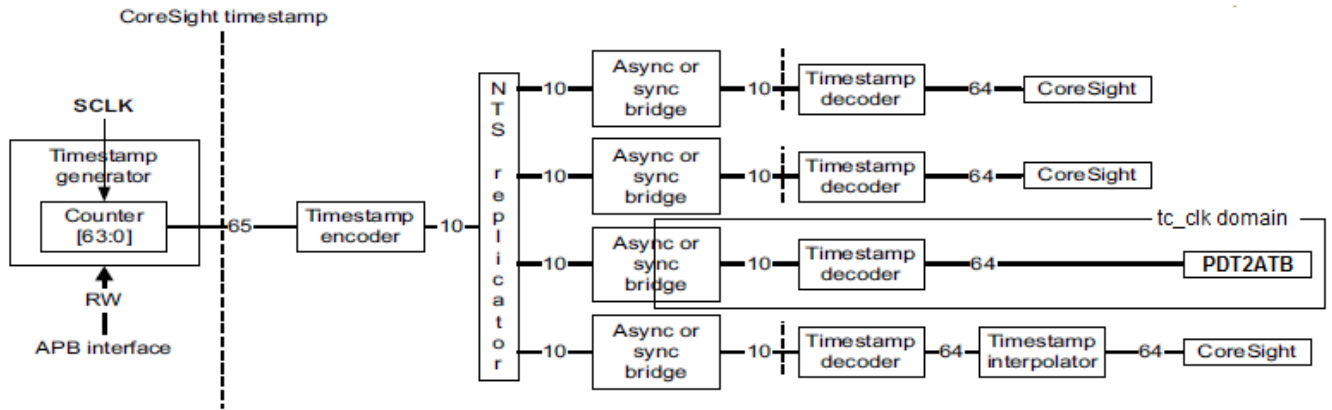 CoreSight timestamp
SCLK
Timestamp
generator
Counter
[63:0]
RW
APB interface
65
Timestamp
encoder
10
N
T
S
r
e
p
l
i
c
a
t
o
r
10
Async or
sync
bridge
10
Timestamp
decoder
64
CoreSight
10
Async or
sync
bridge
10
Timestamp
decoder
64
CoreSight
tc_clk domain
10
Async or
sync
bridge
10
Timestamp
decoder
64
PDT2ATB
10
Async or
sync
bridge
10
Timestamp
decoder
64
Timestamp
interpolator
64
CoreSight